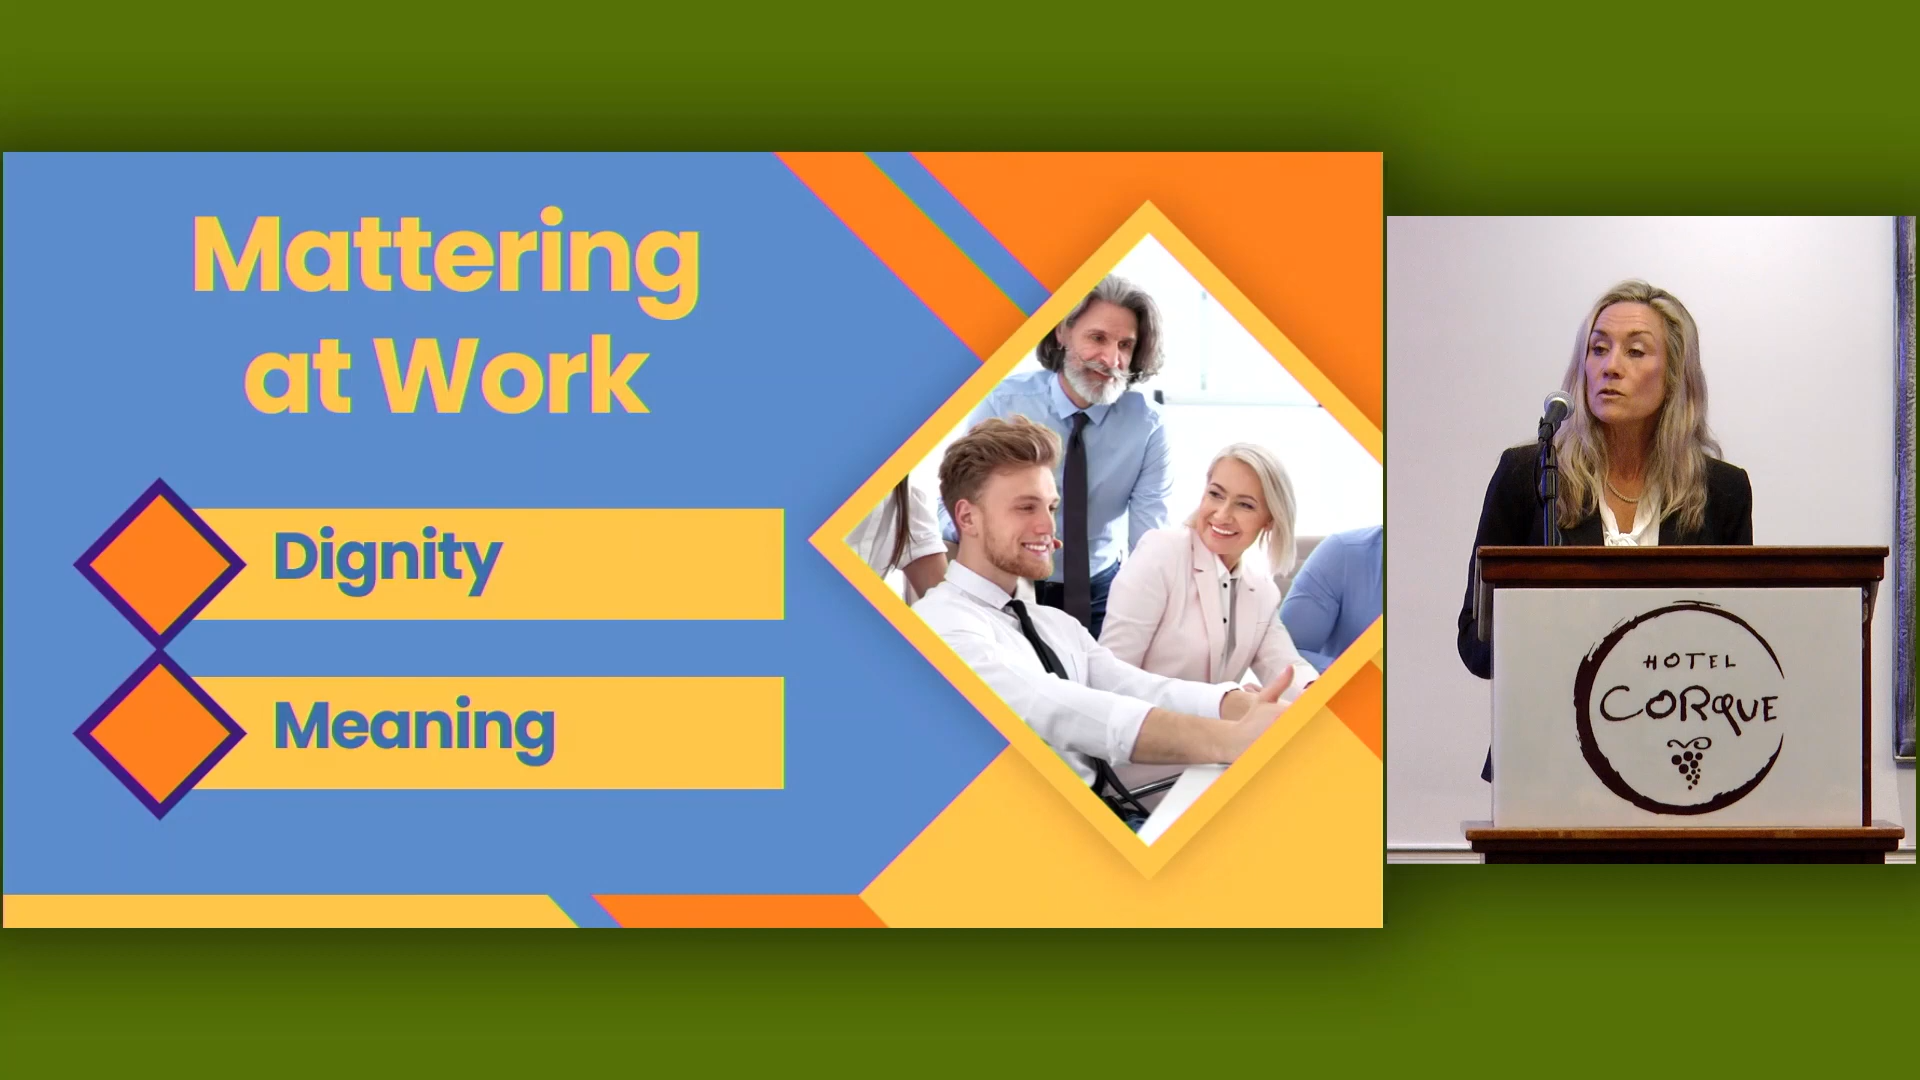 Mattering
at Work
Dignity
Meaning
HOTEL
CORQUE